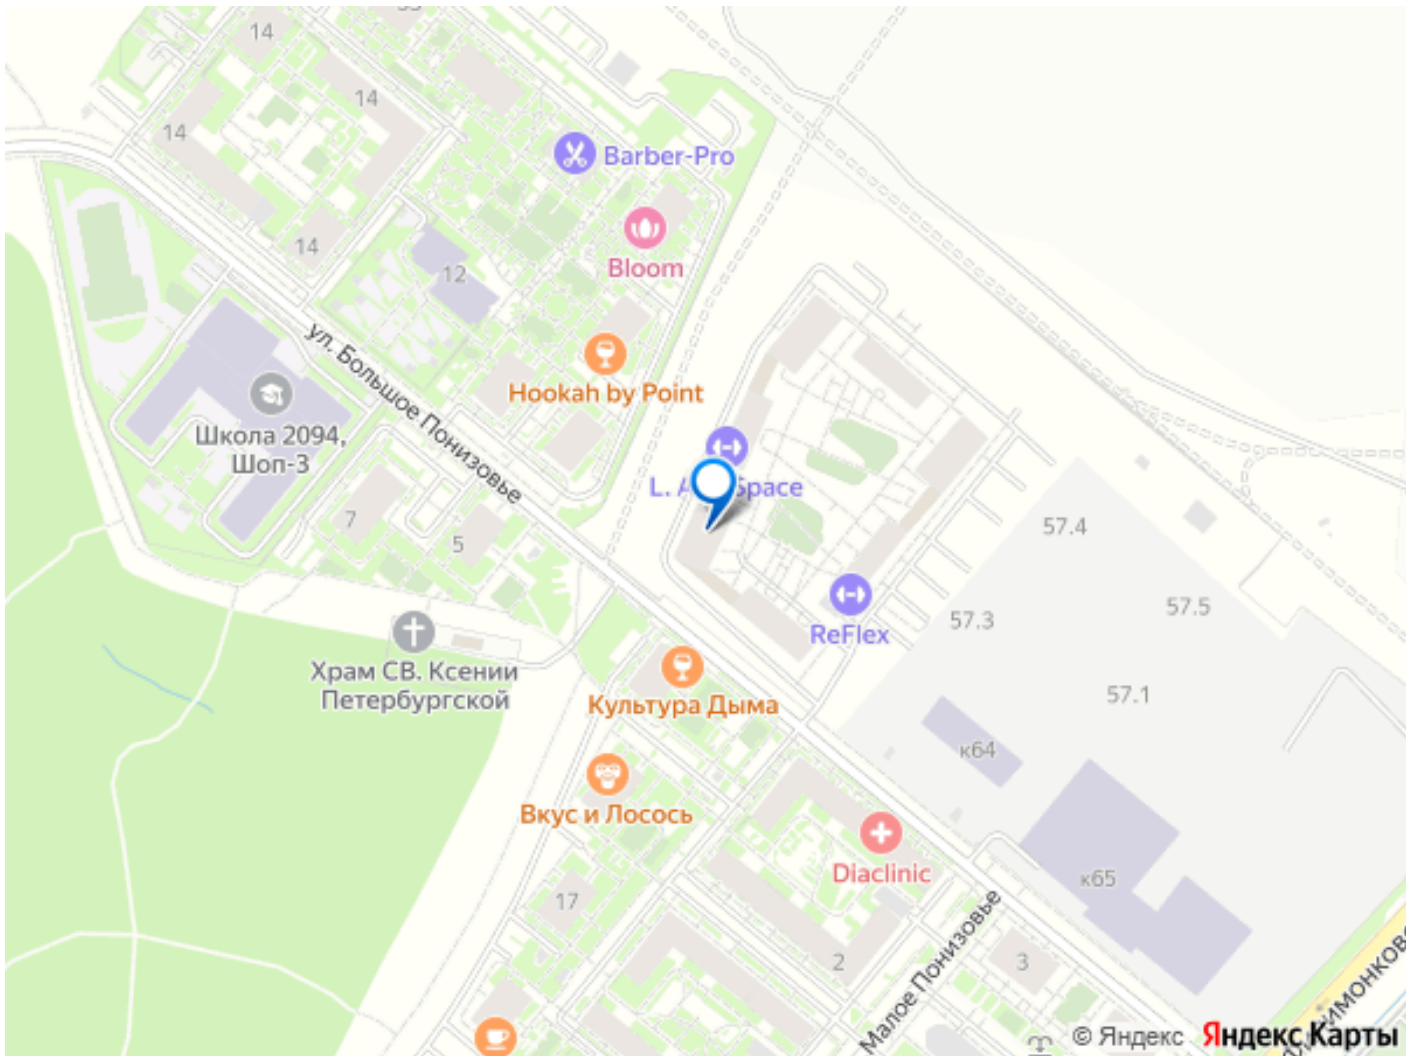 14
14
14
Barber-Pro
14
Bloom
12
ул. Большое Понизовье
Hookah by Point
Школа 2094,
Шоп-3
Space
7
5
57.4
57.5
57.3
ReFlex
Храм СВ. Ксении
Петербургской
57.1
Культура Дыма
к64
Вкус и Лосось
Diaclinic
к65
17
Малое Понизовье
2
3
© Яндекс Яндекс Карты